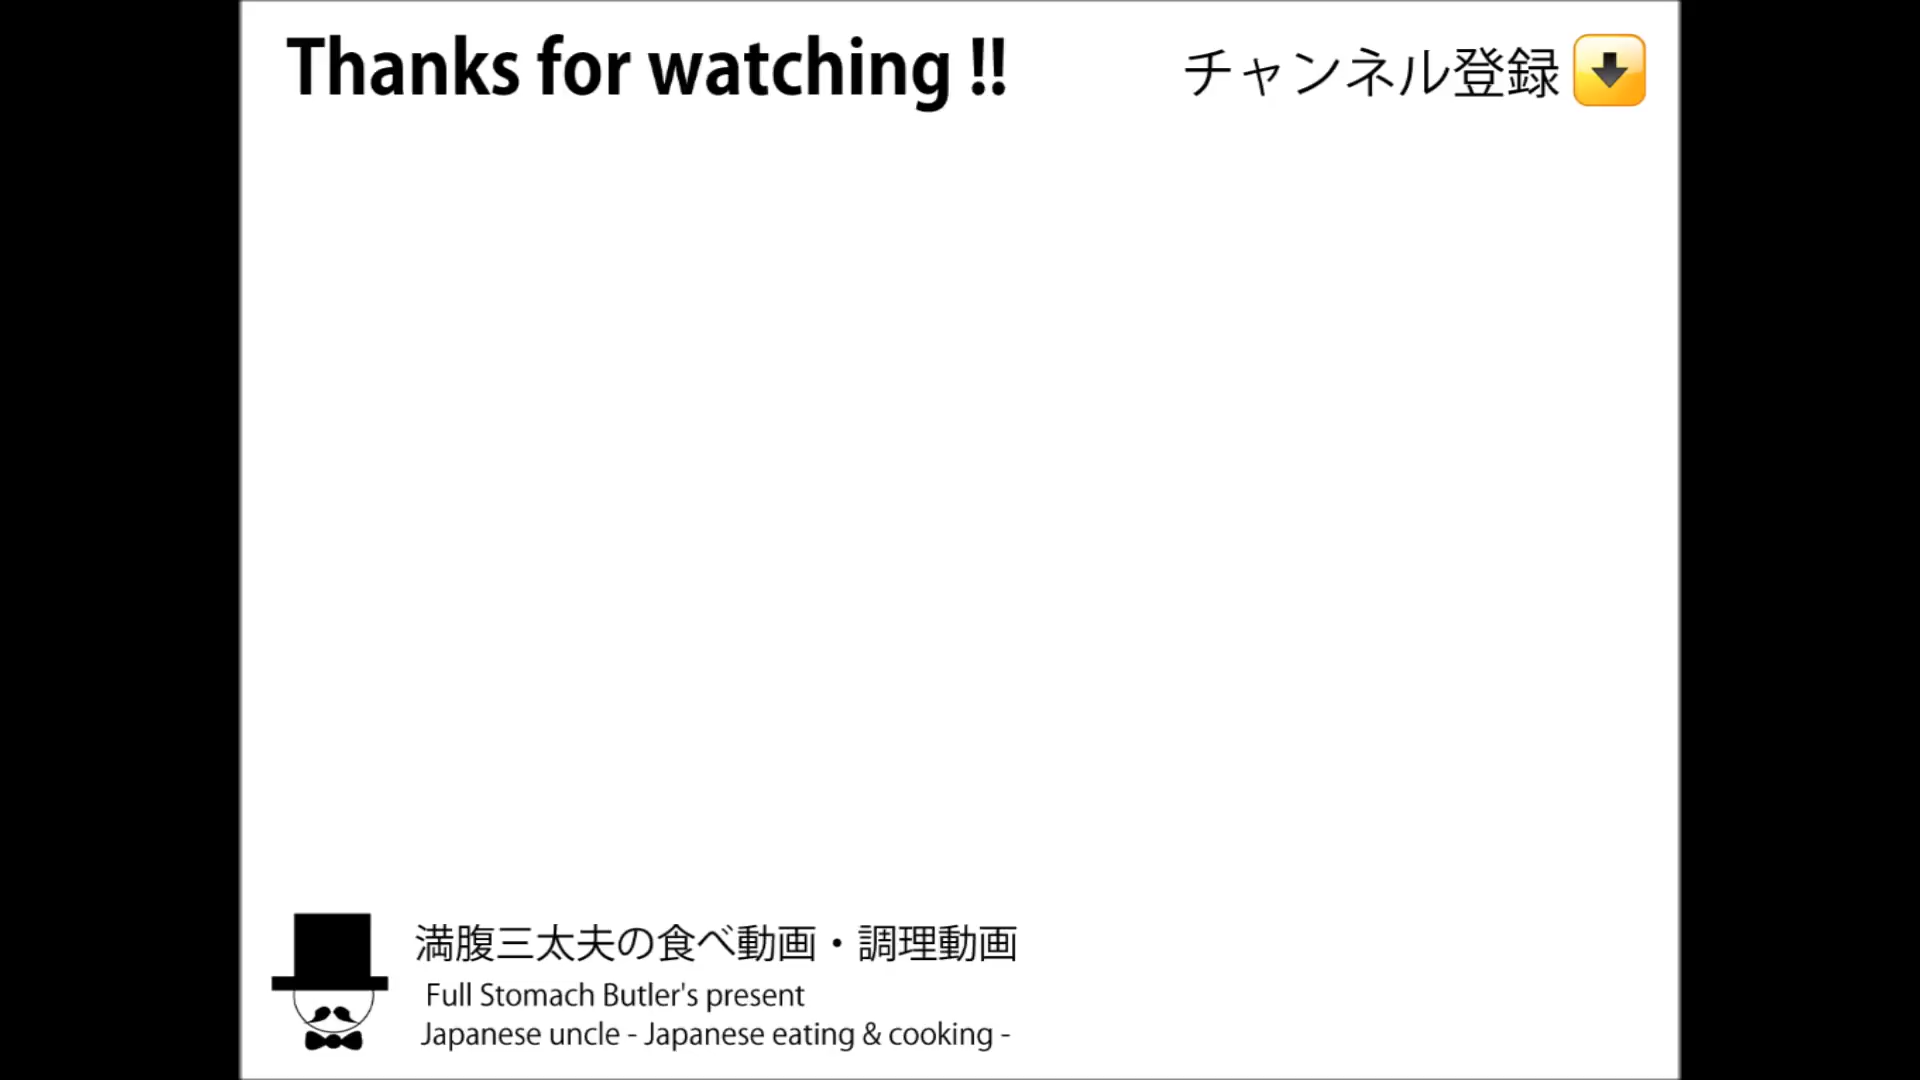 Thanks for watching !!
チャンネル登録
満腹三太夫の食べ動画・調理動画
Full Stomach Butler's present
Japanese uncle - Japanese eating & cooking -